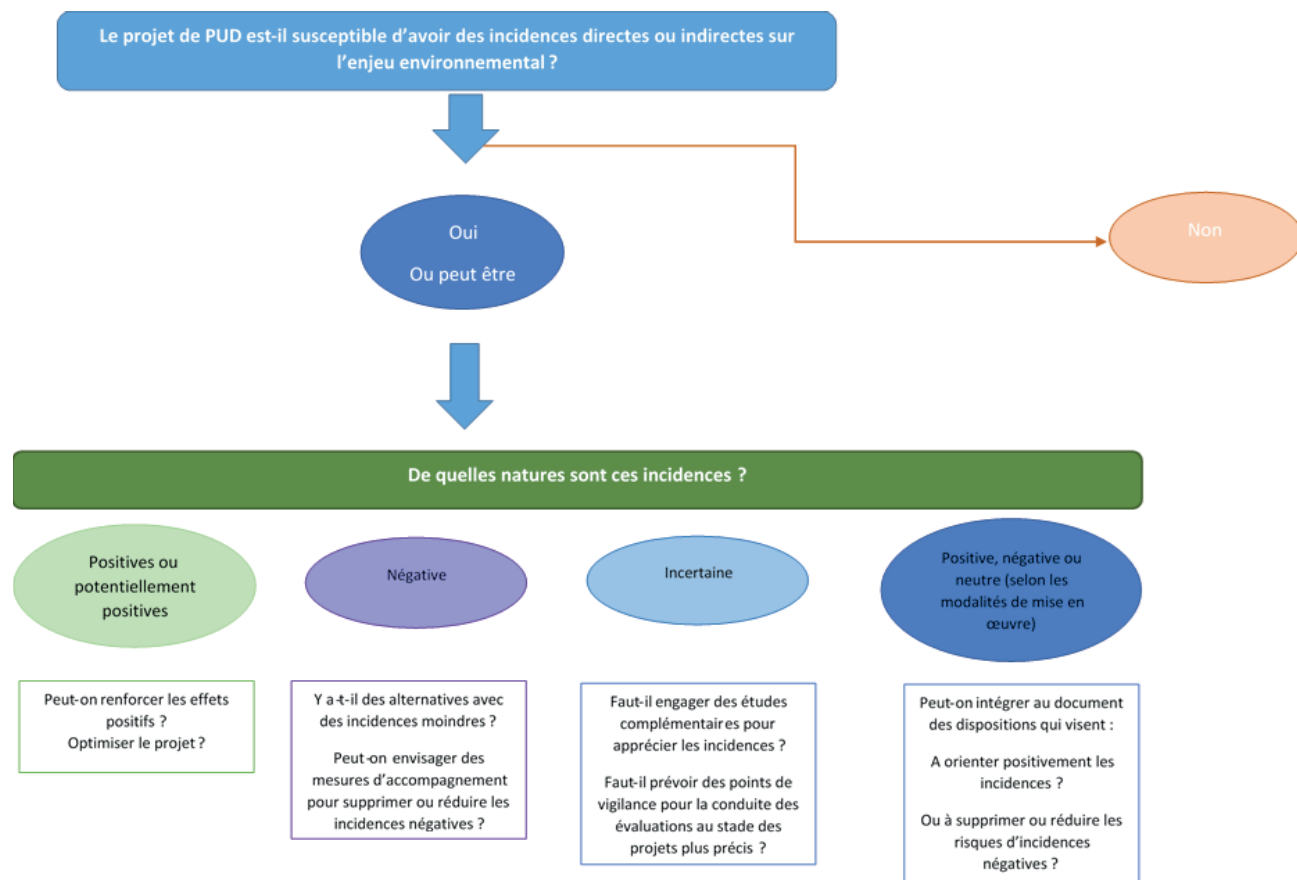 Le projet de PUD est-il susceptible d'avoir des incidences directes ou indirectes sur
l'enjeu environnemental ?
Oui
Ou peut être
Non
De quelles natures sont ces incidences ?
Positives ou
potentiellement
positives
Négative
Incertaine
Positive, négative ou
neutre (selon les
modalités de mise en
œuvre)
Peut-on renforcer les effets
positifs ?
Optimiser le projet ?
Y a-t-il des alternatives avec
des incidences moindres ?
Peut-on envisager des
mesures d'accompagnement
pour supprimer ou réduire les
incidences négatives ?
Faut-il engager des études
complémentaires pour
apprécier les incidences ?
Faut-il prévoir des points de
vigilance pour la conduite des
évaluations au stade des
projets plus précis ?
Peut-on intégrer au document
des dispositions qui visent :
A orienter positivement les
incidences ?
Ou à supprimer ou réduire les
risques d'incidences
négatives ?